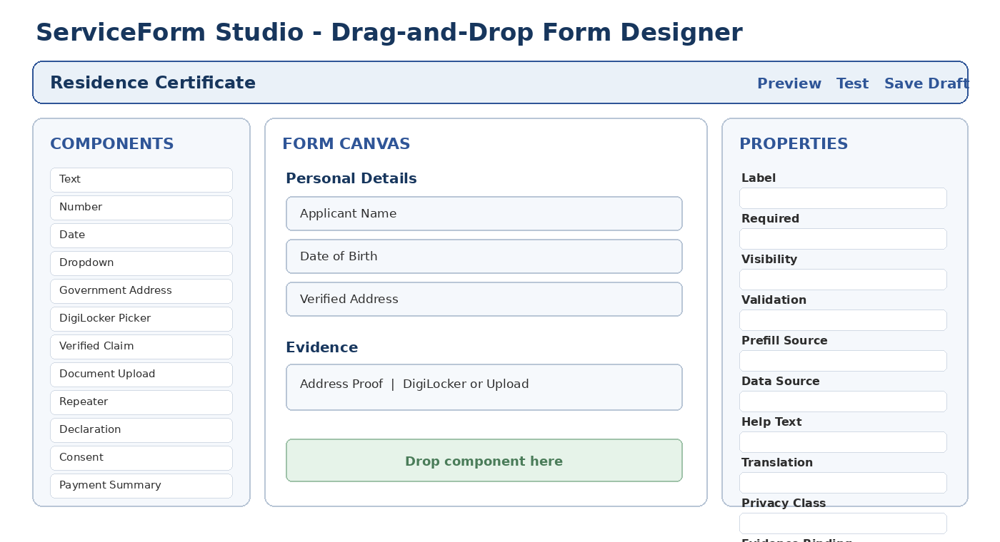 ServiceForm Studio - Drag-and-Drop Form Designer
Residence Certificate
Preview Test Save Draft
COMPONENTS
Text
Number
Date
Dropdown
Government Address
DigiLocker Picker
Verified Claim
Document Upload
Repeater
Declaration
Consent
Payment Summary
FORM CANVAS
Personal Details
Applicant Name
Date of Birth
Verified Address
Evidence
Address Proof | DigiLocker or Upload
Drop component here
PROPERTIES
Label
Required
Visibility
Validation
Prefill Source
Data Source
Help Text
Translation
Privacy Class
Evidence Binding